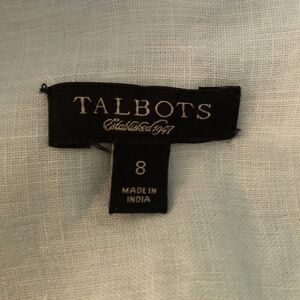 TALBOTS
Established 1947
8
MADE IN
INDIA